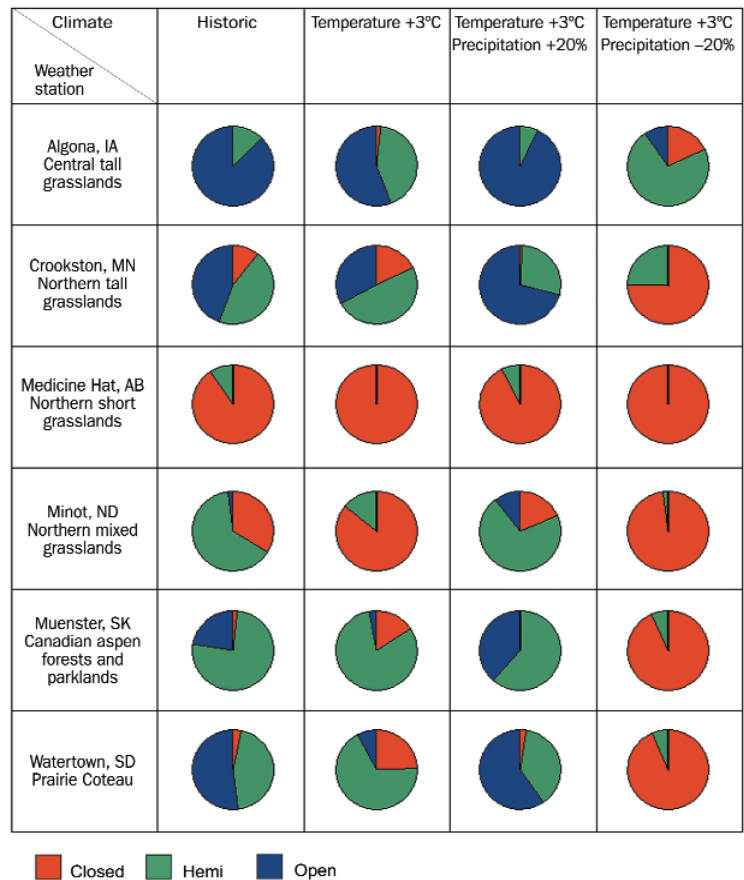 Climate
Weather
station
Historic
Temperature +3ºC
Temperature +3ºC
Precipitation +20%
Temperature +3ºC
Precipitation –20%
Algona, IA
Central tall
grasslands
Crookston, MN
Northern tall
grasslands
Medicine Hat, AB
Northern short
grasslands
Minot, ND
Northern mixed
grasslands
Muenster, SK
Canadian aspen
forests and
parklands
Watertown, SD
Prairie Coteau
Closed
Hemi
Open